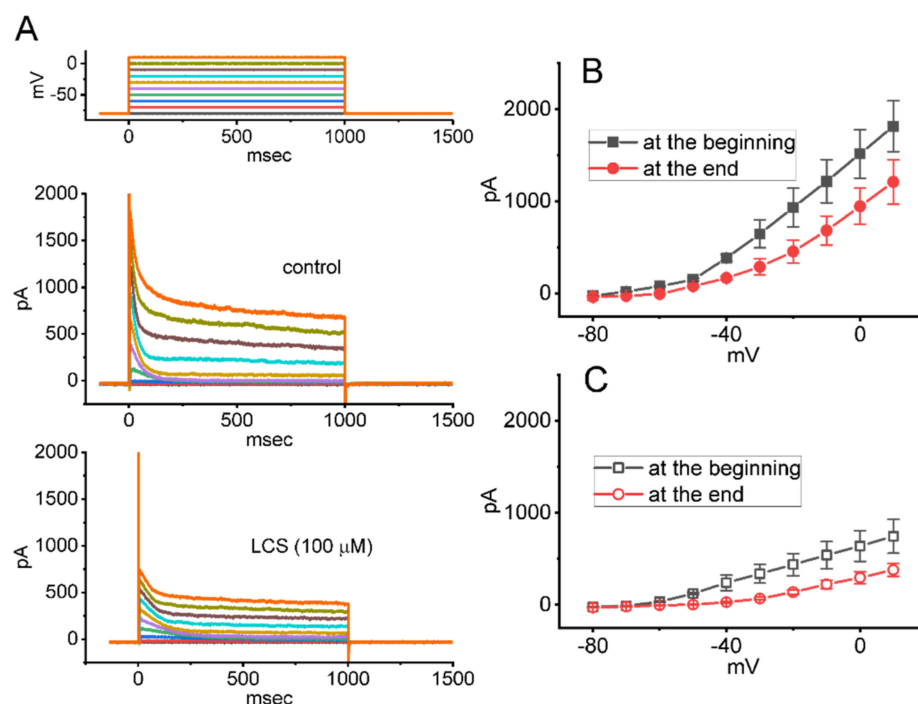 A
mV
0
-50
0 500 1000 1500
msec
2000
1500
1000
500
0
pA
control
0 500 1000 1500
msec
2000
1500
1000
500
0
pA
LCS (100 μM)
0 500 1000 1500
msec
B
2000
1000
0
pA
at the beginning
at the end
-80 -40 0
mV
C
2000
1000
0
pA
at the beginning
at the end
-80 -40 0
mV